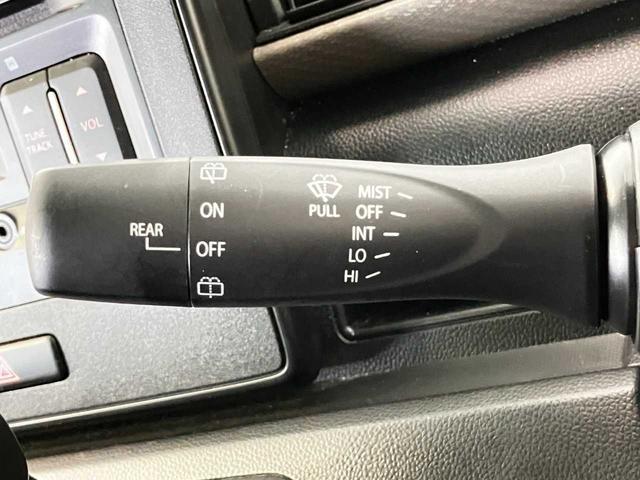 TUNE
TRACK
VOL
REAR
ON
OFF
PULL
MIST
OFF
INT
LO
HI